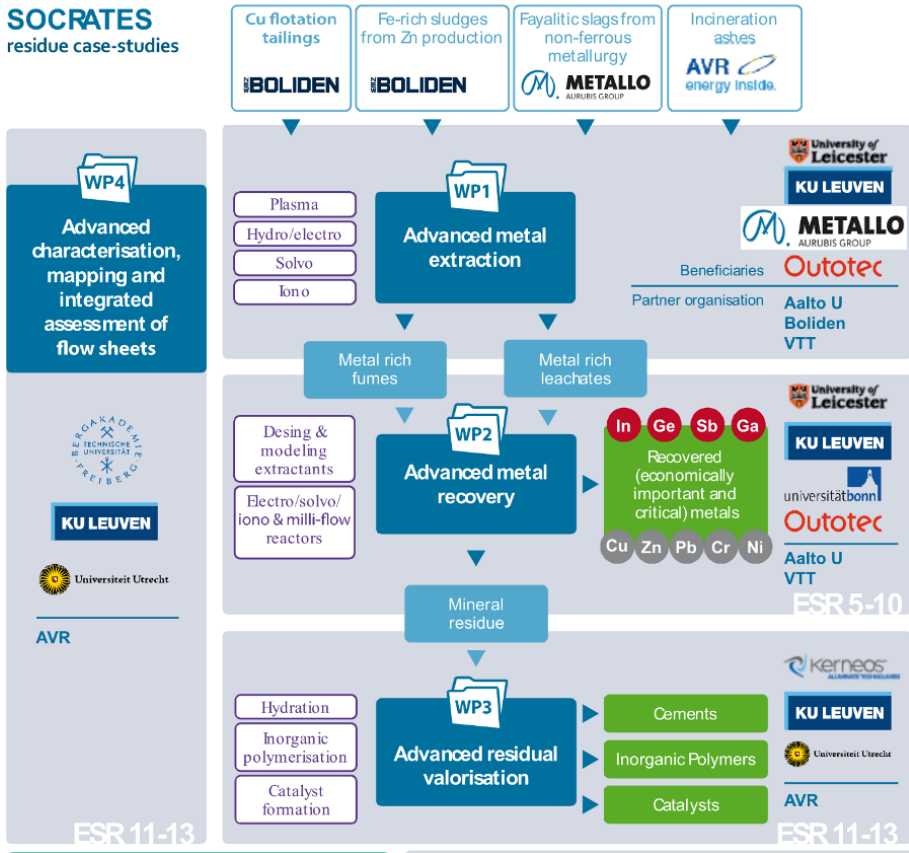 SOCRATES
residue case-studies
Cu flotation
tailings
BOLIDEN
Fe-rich sludges
from Zn production
BOLIDEN
Fayalitic slags from
non-ferrous
metallurgy
METALLO
AURUBIS GROUP
Incineration
ashes
AVR
energy inside.
WP4
Advanced
characterisation,
mapping and
integrated
assessment of
flow sheets
BERGAKADEMIE
TECHNISCHE
UNIVERSITÄT
FREIBERG
KU LEUVEN
Universiteit Utrecht
AVR
ESR 11-13
Plasma
Hydro/electro
Solvo
Iono
WP1
Advanced metal
extraction
University of
Leicester
KU LEUVEN
METALLO
AURUBIS GROUP
Beneficiaries
Outotec
Partner organisation
Aalto U
Boliden
VTT
Metal rich
fumes
Metal rich
leachates
Desing &
modeling
extractants
Electro/solvo/
iono & milli-flow
reactors
WP2
Advanced metal
recovery
In Ge Sb Ga
Recovered
(economically
important and
critical) metals
Cu Zn Pb Cr Ni
University of
Leicester
KU LEUVEN
universitätbonn
Outotec
Aalto U
VTT
ESR 5-10
Mineral
residue
Hydration
Inorganic
polymerisation
Catalyst
formation
WP3
Advanced residual
valorisation
Cements
Inorganic Polymers
Catalysts
Kerneos
ALUMINATE TECHNOLOGIES
KU LEUVEN
Universiteit Utrecht
AVR
ESR 11-13